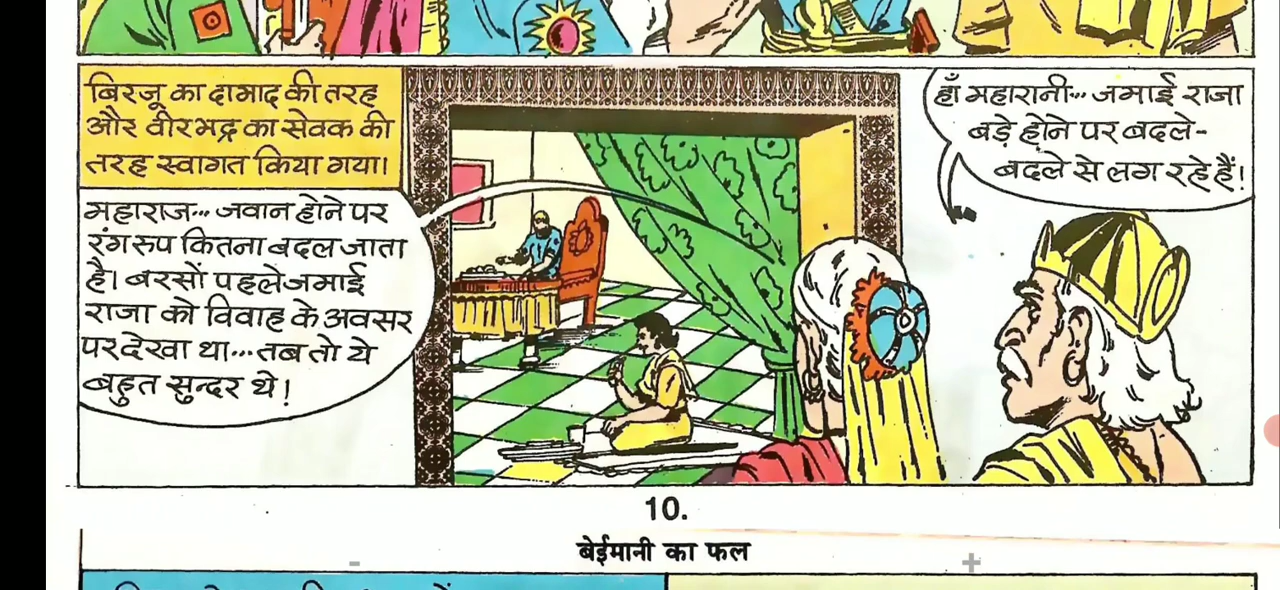 बिरजू का दामाद की तरह
और वीरभद्र का सेवक की
तरह स्वागत किया गया।
महाराज... जवान होने पर
रंगरुप कितना बदल जाता
है। बरसों पहले जमाई
राजा को विवाह के अवसर
पर देखा था... तब तो ये
बहुत सुन्दर थे!
हाँ महारानी... जमाई राजा
बड़े होने पर बदले-
बदले से लग रहे हैं!
10.
बेईमानी का फल